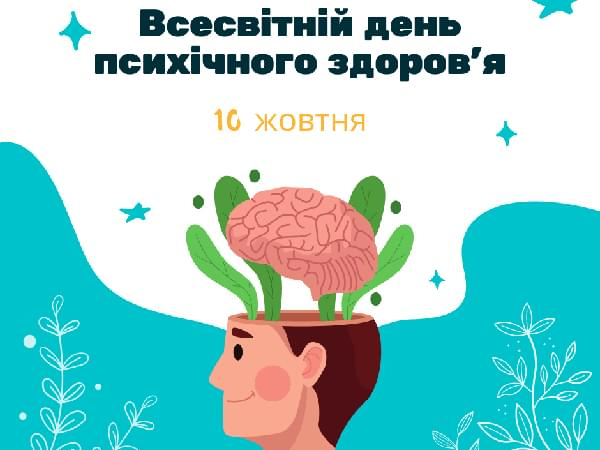 Всесвітній день
психічного здоров’я
10 жовтня